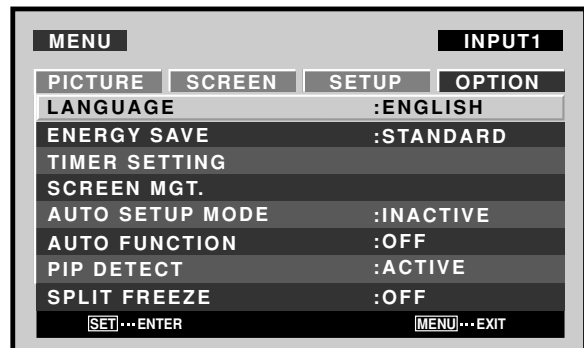 MENU INPUT1
PICTURE SCREEN SETUP OPTION
LANGUAGE :ENGLISH
ENERGY SAVE :STANDARD
TIMER SETTING
SCREEN MGT.
AUTO SETUP MODE :INACTIVE
AUTO FUNCTION :OFF
PIP DETECT :ACTIVE
SPLIT FREEZE :OFF
SET···ENTER MENU···EXIT